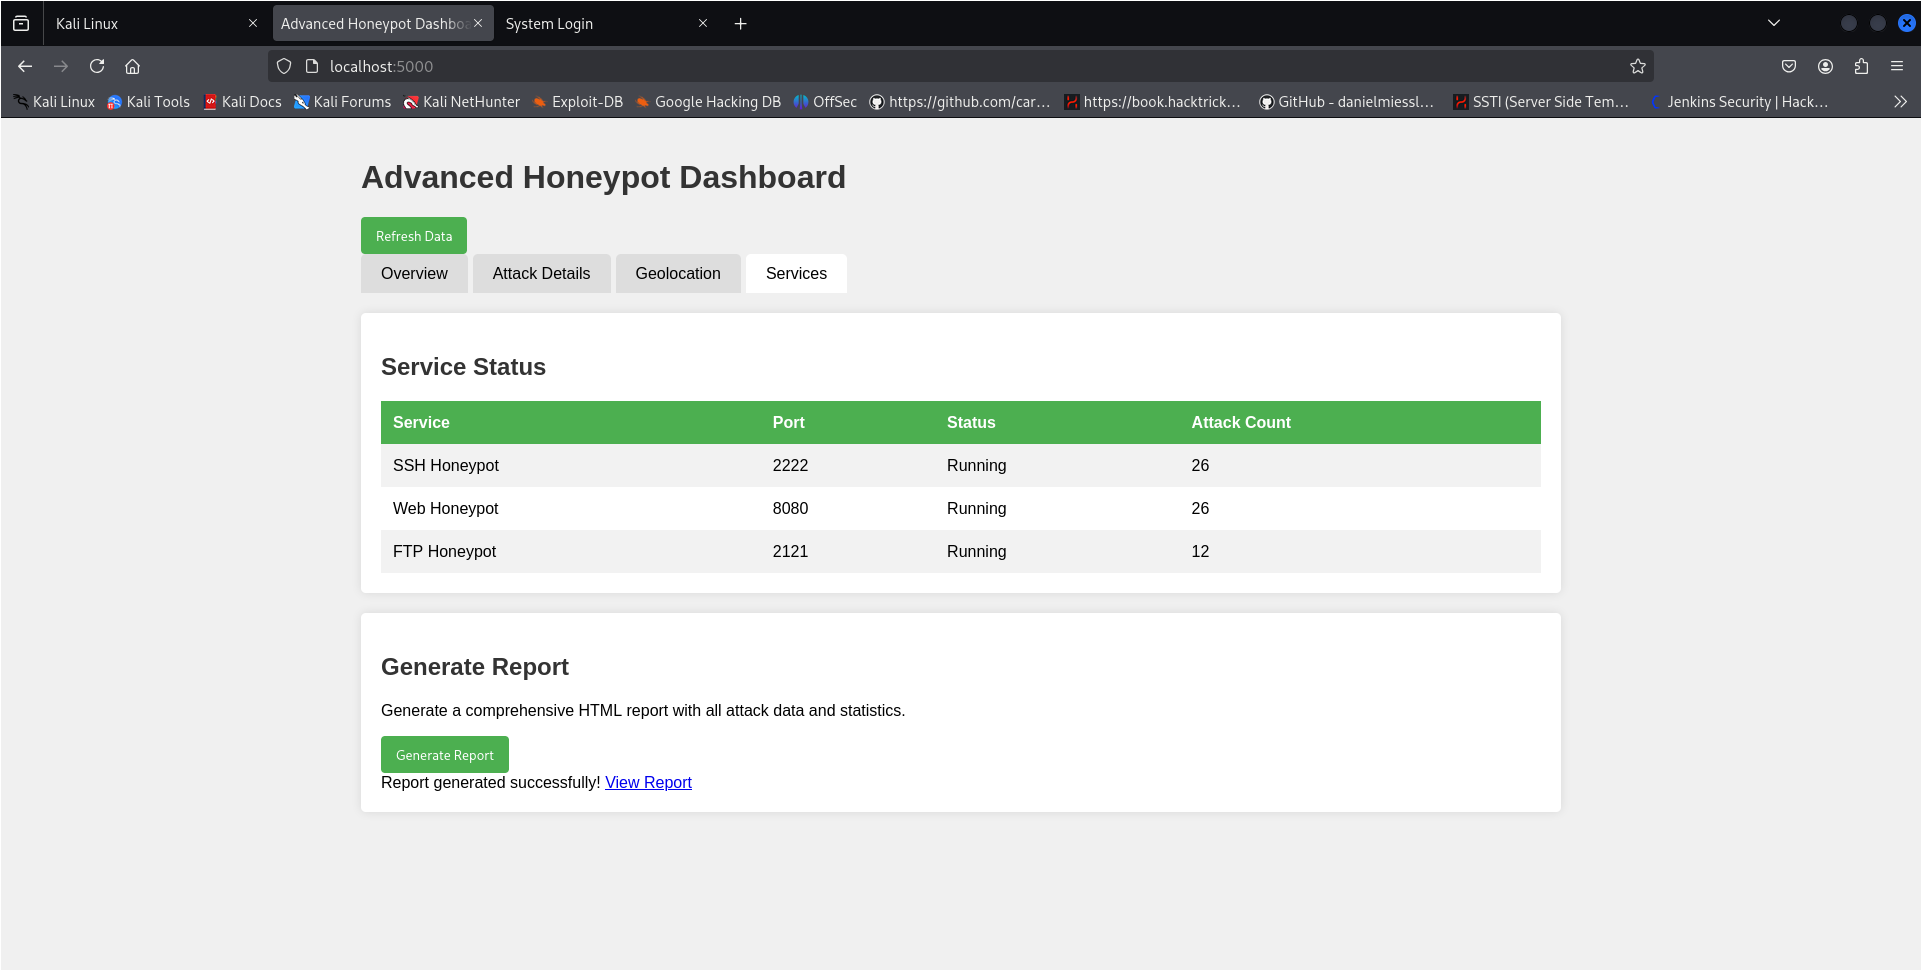 Kali Linux
Advanced Honeypot Dashbo
System Login
localhost:5000
Kali Linux Kali Tools Kali Docs Kali Forums Kali NetHunter Exploit-DB Google Hacking DB OffSec https://github.com/car… https://book.hacktrick… GitHub - danielmiessl… SSTI (Server Side Tem… Jenkins Security | Hack…
Advanced Honeypot Dashboard
Refresh Data
Overview Attack Details Geolocation Services
Service Status
Service Port Status Attack Count
SSH Honeypot 2222 Running 26
Web Honeypot 8080 Running 26
FTP Honeypot 2121 Running 12
Generate Report
Generate a comprehensive HTML report with all attack data and statistics.
Generate Report
Report generated successfully! View Report